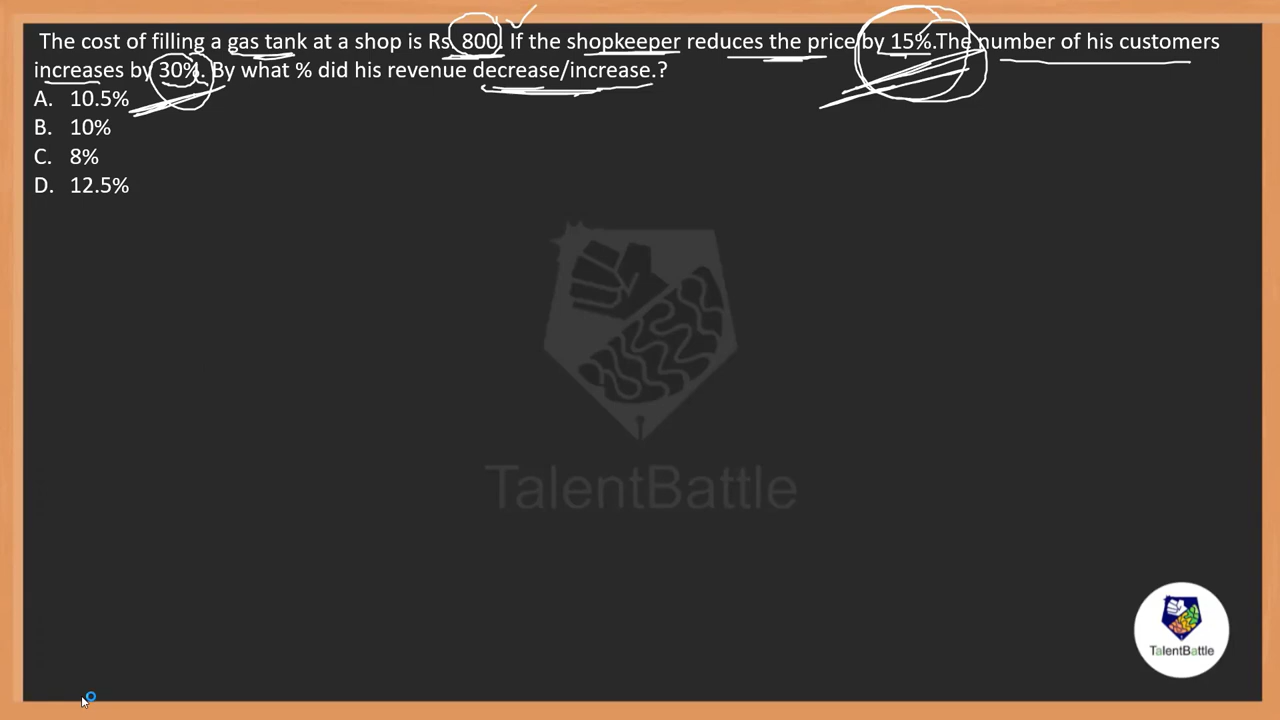 The cost of filling a gas tank at a shop is Rs. 800. If the shopkeeper reduces the price by 15%.The number of his customers
increases by 30%. By what % did his revenue decrease/increase.?
A. 10.5%
B. 10%
C. 8%
D. 12.5%
TalentBattle
TalentBattle